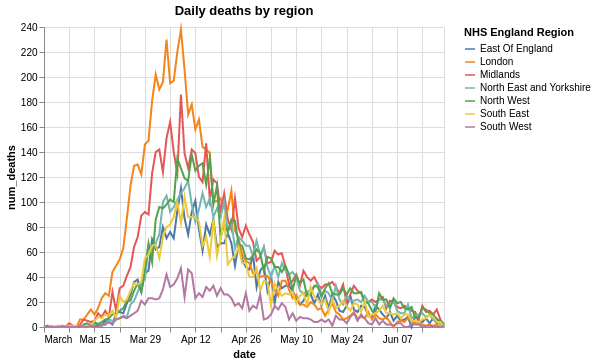 Daily deaths by region
num_deaths
240
220
200
180
160
140
120
100
80
60
40
20
0
March
Mar 15
Mar 29
Apr 12
Apr 26
May 10
May 24
Jun 07
date
NHS England Region
East Of England
London
Midlands
North East and Yorkshire
North West
South East
South West